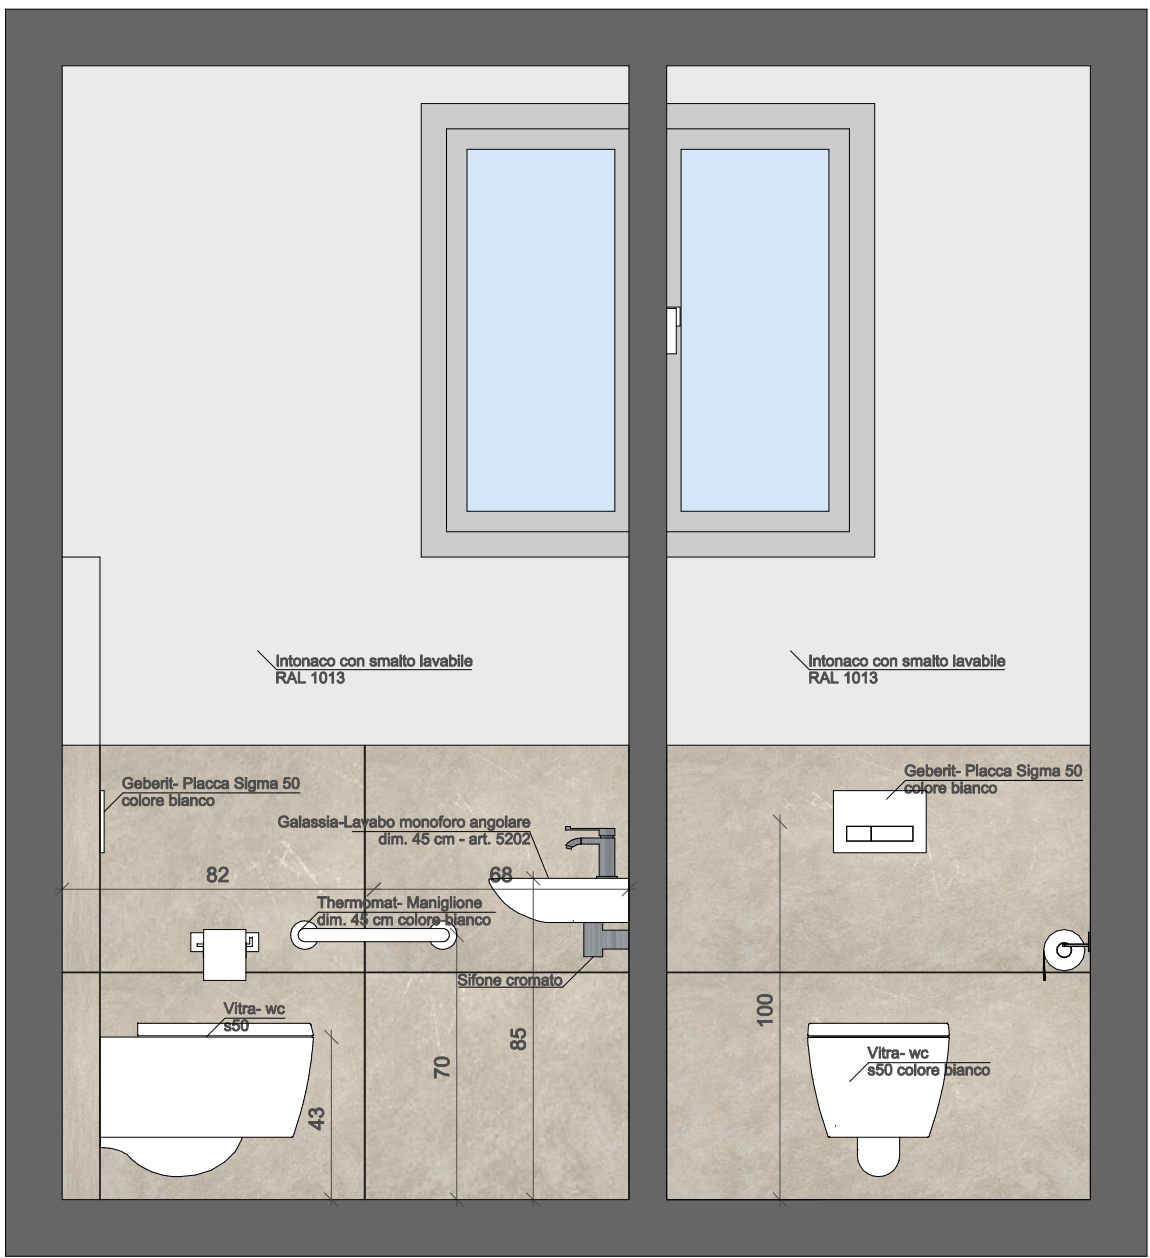 Intonaco con smalto lavabile
RAL 1013
Intonaco con smalto lavabile
RAL 1013
Geberit- Placca Sigma 50
colore bianco
Geberit- Placca Sigma 50
colore bianco
Galassia-Lavabo monoforo angolare
dim. 45 cm - art. 5202
82
68
Thermomat- Maniglione
dim. 45 cm colore bianco
Sifone cromato
Vitra- wc
s50
100
85
70
43
Vitra- wc
s50 colore bianco